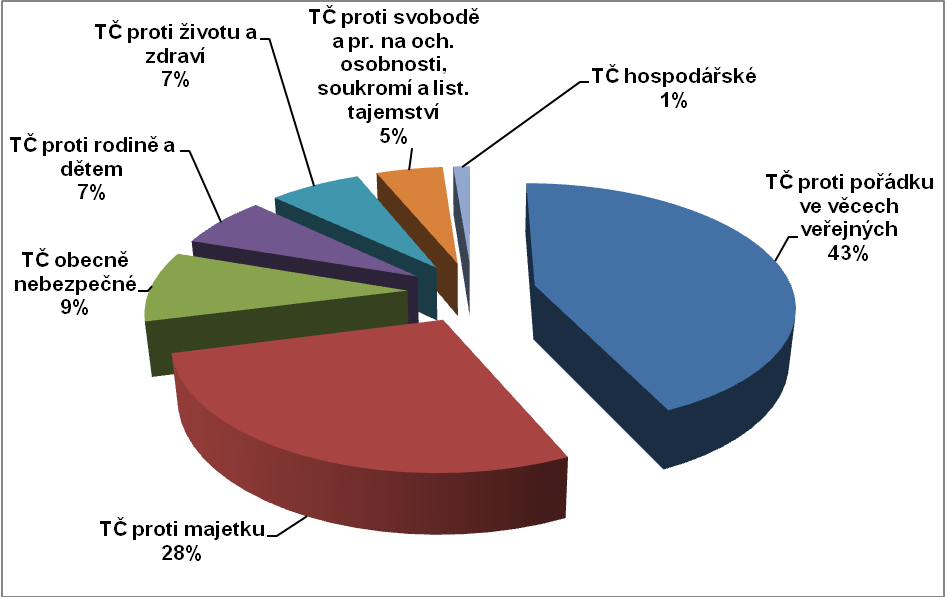 TČ proti svobodě
a pr. na och.
osobnosti,
soukromí a list.
tajemství
5%
TČ proti životu a
zdraví
7%
TČ hospodářské
1%
TČ proti rodině a
dětem
7%
TČ proti pořádku
ve věcech
veřejných
43%
TČ obecně
nebezpečné
9%
TČ proti majetku
28%